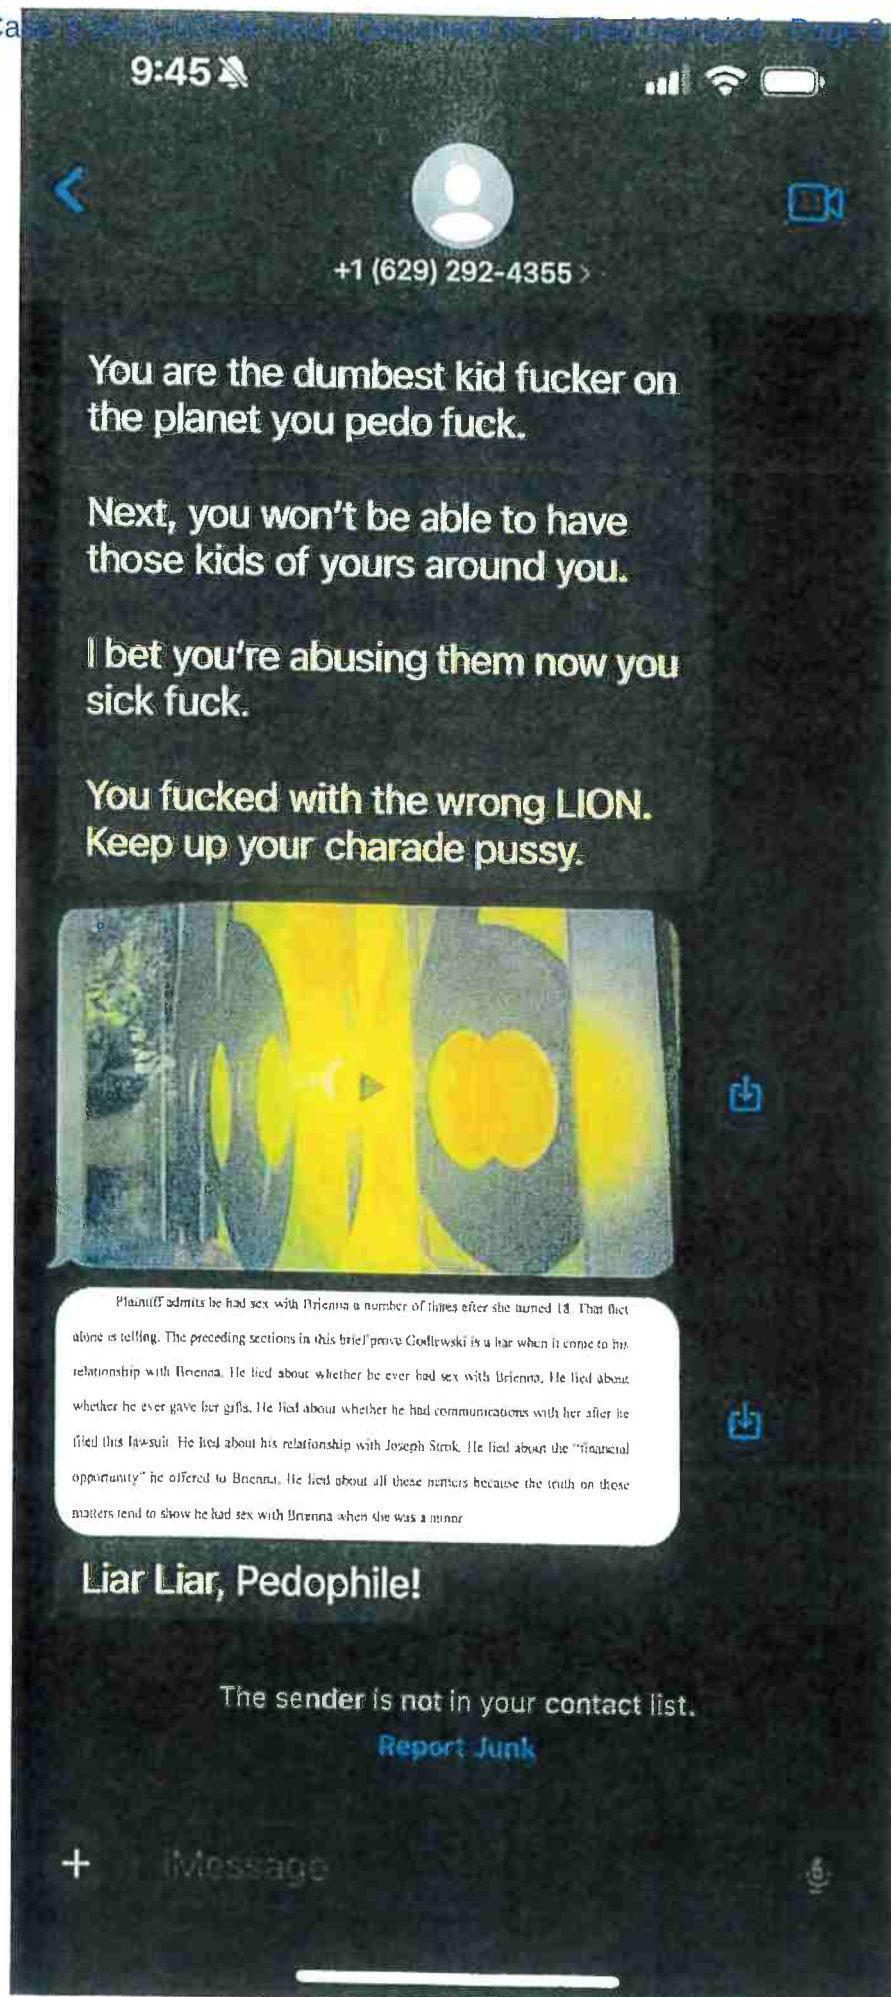 Document
Filed
Page
9:45
+1 (629) 292-4355 >
You are the dumbest kid fucker on
the planet you pedo fuck.
Next, you won't be able to have
those kids of yours around you.
I bet you're abusing them now you
sick fuck.
You fucked with the wrong LION.
Keep up your charade pussy.
Plaintiff admits he had sex with Brienna a number of times after she turned 18. That fact
alone is telling. The preceding sections in this brief prove Godlewski is a liar when it come to his
relationship with Brienna. He lied about whether he ever had sex with Brienna. He lied about
whether he ever gave her gifts. He lied about whether he had communications with her after he
filed this lawsuit. He lied about his relationship with Joseph Strok. He lied about the "financial
opportunity" he offered to Brienna. He lied about all these matters because the truth on those
matters tend to show he had sex with Brienna when she was a minor
Liar Liar, Pedophile!
The sender is not in your contact list.
Report Junk
+ iMessage